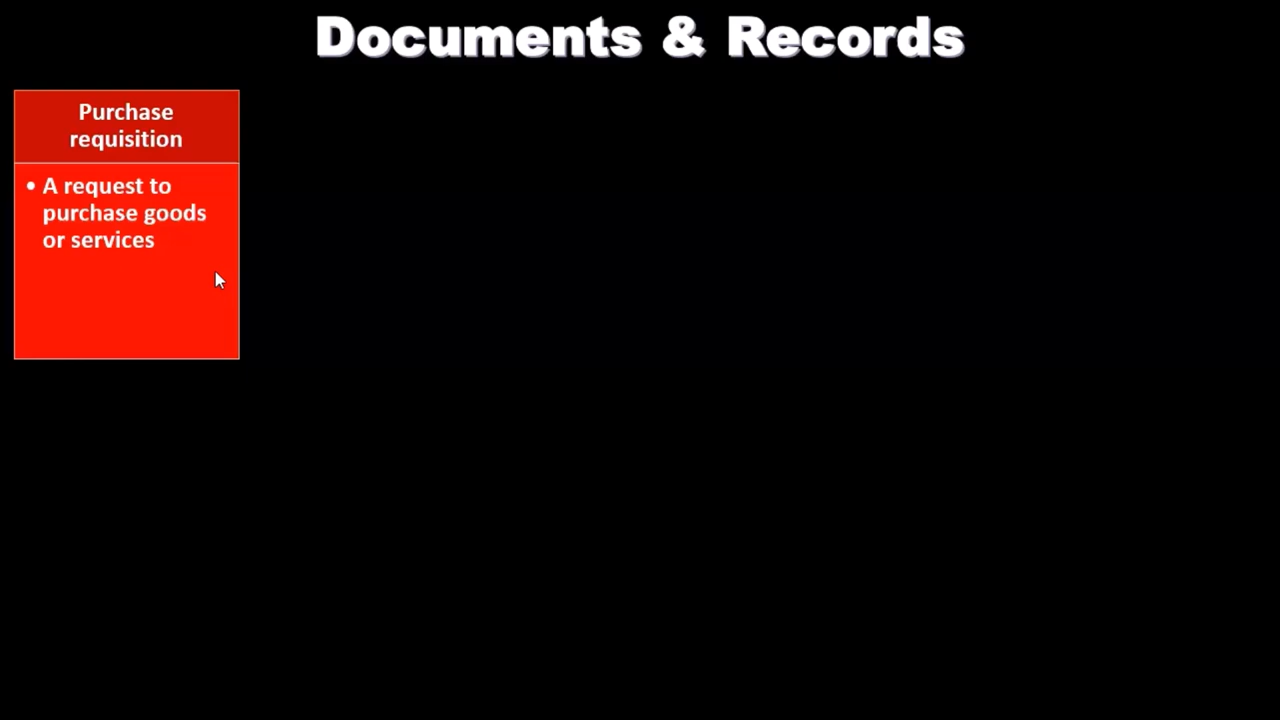 Documents & Records
Purchase
requisition
• A request to
purchase goods
or services